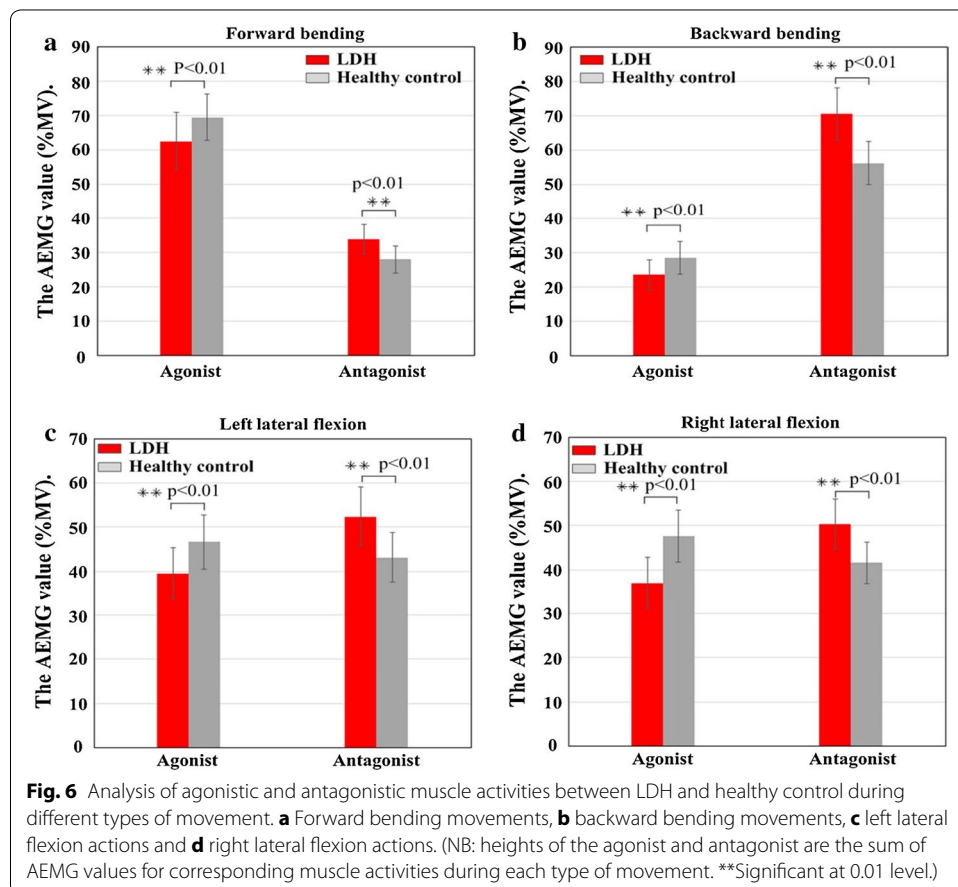 a
Forward bending
LDH
Healthy control
** P<0.01
p<0.01
**
The AEMG value (%MV).
90
80
70
60
50
40
30
20
10
0
Agonist Antagonist
b
Backward bending
LDH
Healthy control
** p<0.01
** p<0.01
The AEMG value (%MV).
90
80
70
60
50
40
30
20
10
0
Agonist Antagonist
c
Left lateral flexion
LDH
Healthy control
** p<0.01
** p<0.01
The AEMG value (%MV).
70
60
50
40
30
20
10
0
Agonist Antagonist
d
Right lateral flexion
LDH
Healthy control
** p<0.01
** p<0.01
The AEMG value (%MV).
70
60
50
40
30
20
10
0
Agonist Antagonist
Fig. 6 Analysis of agonistic and antagonistic muscle activities between LDH and healthy control during
different types of movement. a Forward bending movements, b backward bending movements, c left lateral
flexion actions and d right lateral flexion actions. (NB: heights of the agonist and antagonist are the sum of
AEMG values for corresponding muscle activities during each type of movement. **Significant at 0.01 level.)